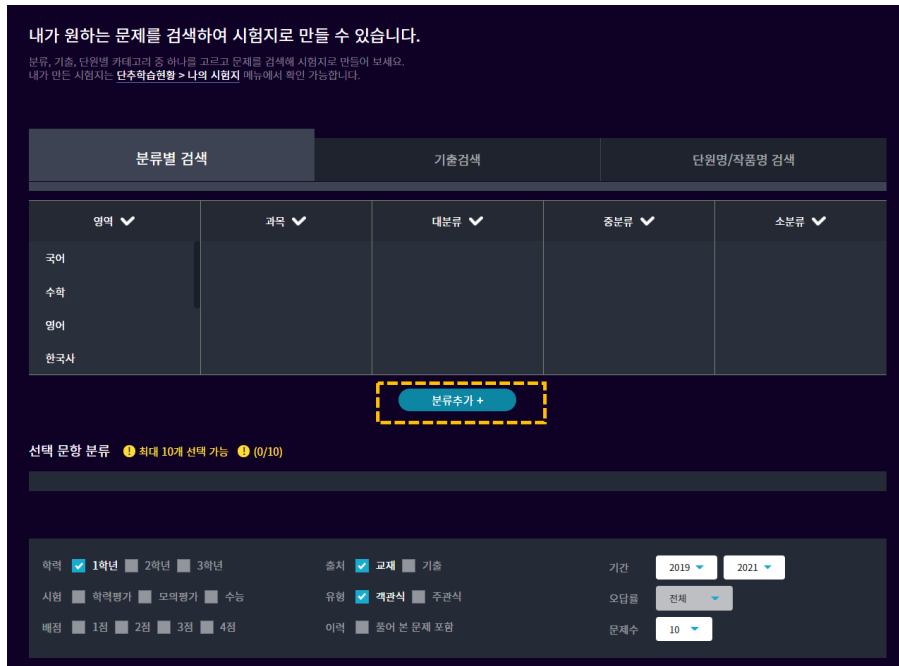 내가 원하는 문제를 검색하여 시험지로 만들 수 있습니다.
분류, 기출, 단원별 카테고리 중 하나를 고르고 문제를 검색해 시험지로 만들어 보세요.
내가 만든 시험지는 단추학습현황 > 나의 시험지 메뉴에서 확인 가능합니다.
분류별 검색 기출검색 단원명/작품명 검색
영역 과목 대분류 중분류 소분류
국어
수학
영어
한국사
분류추가 +
선택 문항 분류 최대 10개 선택 가능 (0/10)
학력 1학년 2학년 3학년 출처 교재 기출 기간 2019 2021
시험 학력평가 모의평가 수능 유형 객관식 주관식 오답률 전체
배점 1점 2점 3점 4점 이력 풀어 본 문제 포함 문제수 10